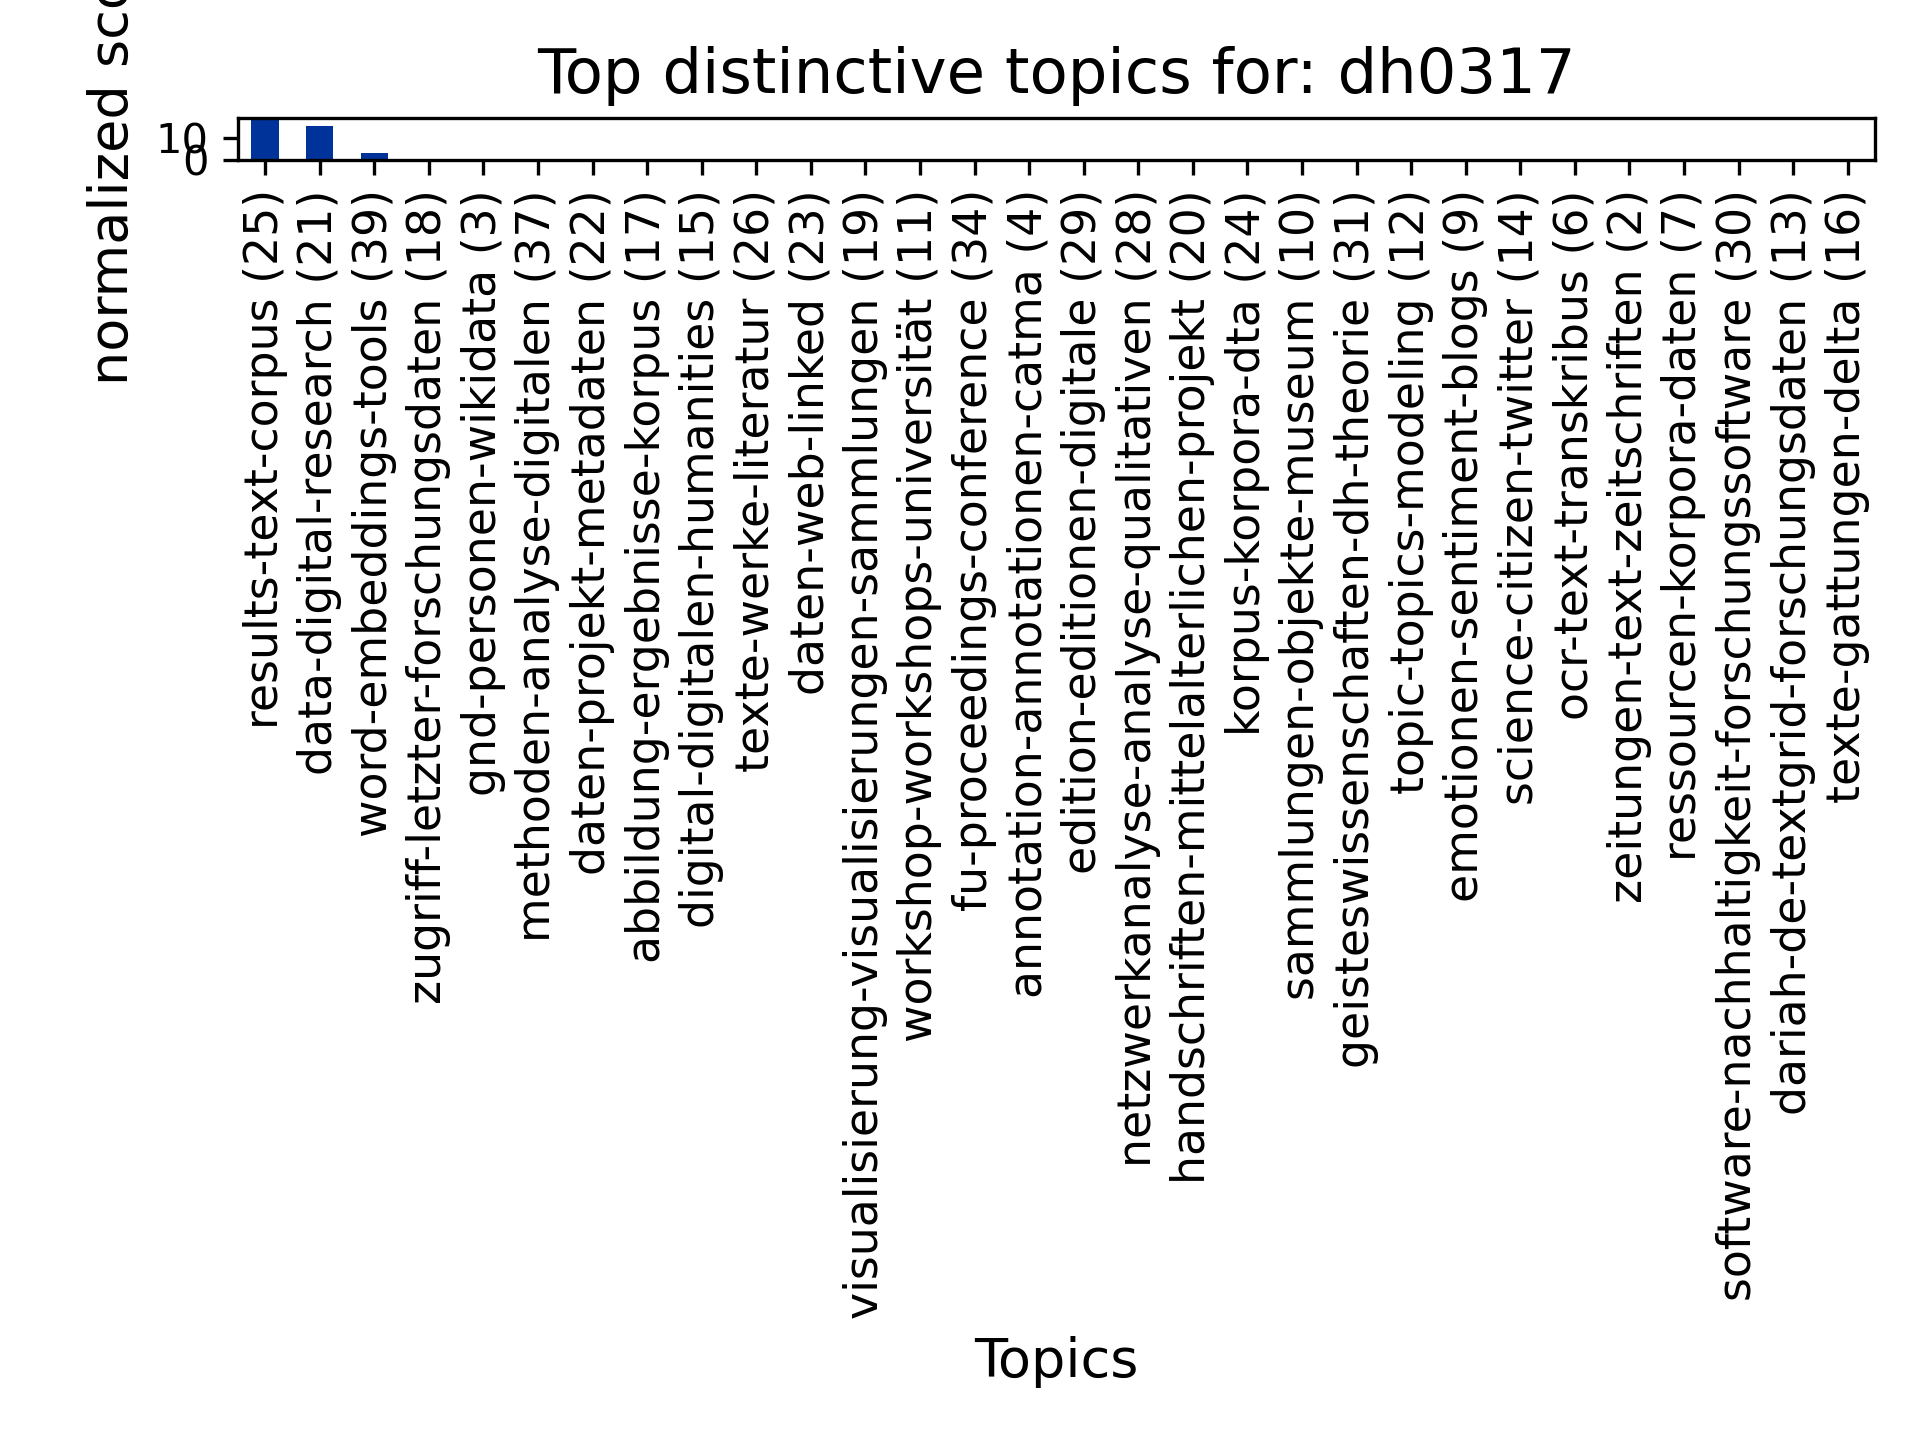 Top distinctive topics for: dh0317
normalized
10
0
results-text-corpus (25)
data-digital-research (21)
word-embeddings-tools (39)
zugriff-letzter-forschungsdaten (18)
gnd-personen-wikidata (3)
methoden-analyse-digitalen (37)
daten-projekt-metadaten (22)
abbildung-ergebnisse-korpus (17)
digital-digitalen-humanities (15)
texte-werke-literatur (26)
daten-web-linked (23)
visualisierung-visualisierungen-sammlungen (19)
workshop-workshops-universität (11)
fu-proceedings-conference (34)
annotation-annotationen-catma (4)
edition-editionen-digitale (29)
netzwerkanalyse-analyse-qualitativen (28)
handschriften-mittelalterlichen-projekt (20)
korpus-korpora-dta (24)
sammlungen-objekte-museum (10)
geisteswissenschaften-dh-theorie (31)
topic-topics-modeling (12)
emotionen-sentiment-blogs (9)
science-citizen-twitter (14)
ocr-text-transkribus (6)
zeitungen-text-zeitschriften (2)
ressourcen-korpora-daten (7)
software-nachhaltigkeit-forschungssoftware (30)
dariah-de-textgrid-forschungsdaten (13)
texte-gattungen-delta (16)
Topics